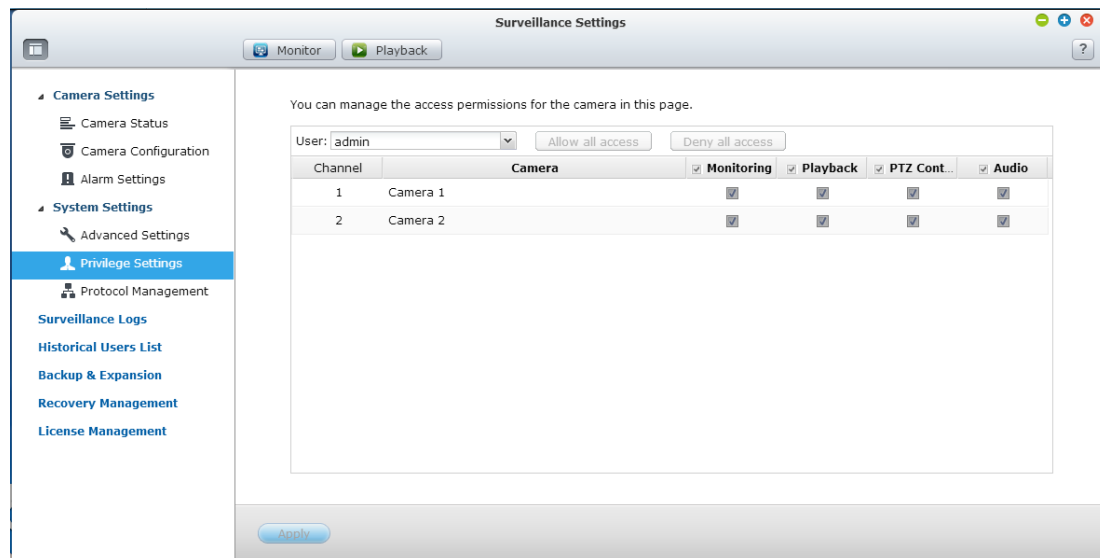 Surveillance Settings
Monitor
Playback
?
Camera Settings
Camera Status
Camera Configuration
Alarm Settings
System Settings
Advanced Settings
Privilege Settings
Protocol Management
Surveillance Logs
Historical Users List
Backup & Expansion
Recovery Management
License Management
You can manage the access permissions for the camera in this page.
User: admin Allow all access Deny all access
Channel Camera Monitoring Playback PTZ Cont... Audio
1 Camera 1
2 Camera 2
Apply